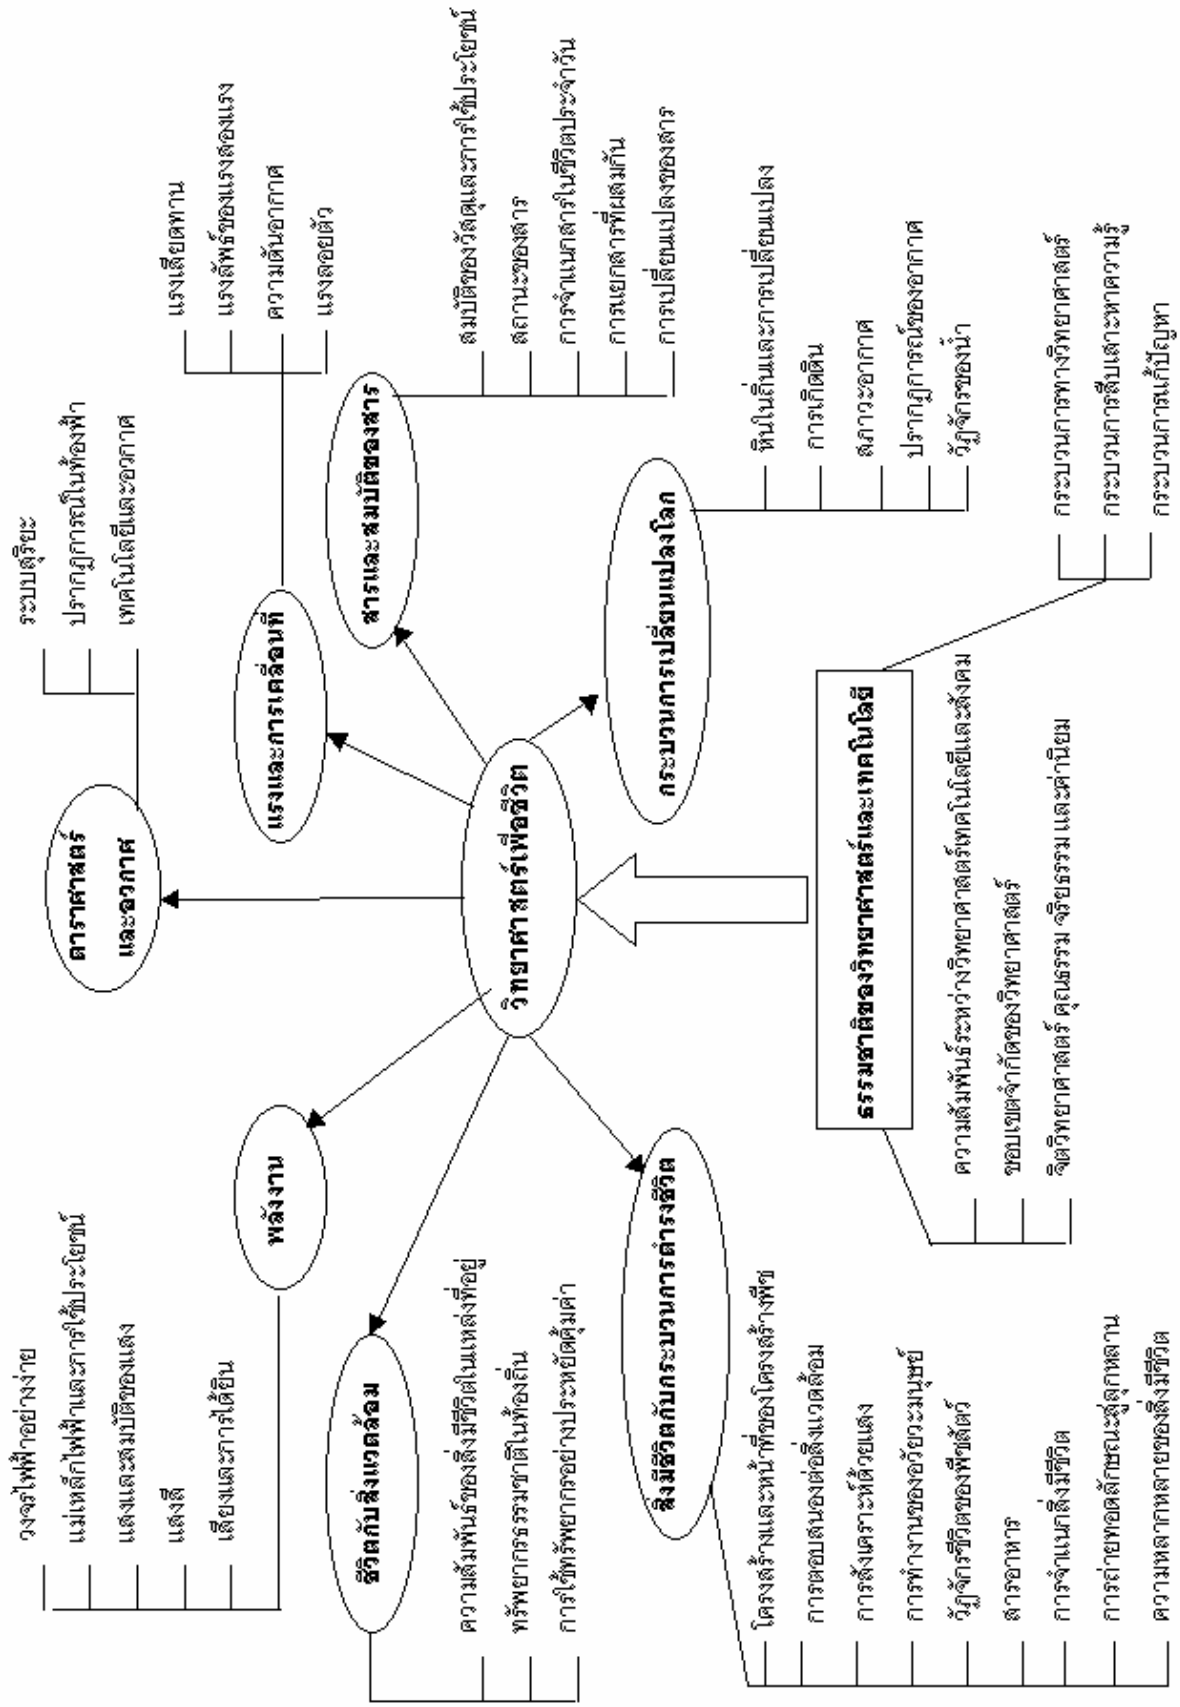 วงจรไฟฟ้าอย่างง่าย
แม่เหล็กไฟฟ้าและการใช้ประโยชน์
แสงและสมบัติของแสง
แสงสี
เสียงและการได้ยิน
พลังงาน
ดาราศาสตร์
และอวกาศ
ระบบสุริยะ
ปรากฏการณ์ในท้องฟ้า
เทคโนโลยีและอวกาศ
แรงและการเคลื่อนที่
แรงเสียดทาน
แรงลัพธ์ของแรงสองแรง
ความดันอากาศ
แรงลอยตัว
ชีวิตกับสิ่งแวดล้อม
ความสัมพันธ์ของสิ่งมีชีวิตในแหล่งที่อยู่
ทรัพยากรธรรมชาติในท้องถิ่น
การใช้ทรัพยากรอย่างประหยัดคุ้มค่า
วิทยาศาสตร์เพื่อชีวิต
สารและสมบัติของสาร
สมบัติของวัสดุและการใช้ประโยชน์
สถานะของสาร
การจำแนกสารในชีวิตประจำวัน
การแยกสารที่ผสมกัน
การเปลี่ยนแปลงของสาร
สิ่งมีชีวิตกับกระบวนการดำรงชีวิต
โครงสร้างและหน้าที่ของโครงสร้างพืช
การตอบสนองต่อสิ่งแวดล้อม
การสังเคราะห์ด้วยแสง
การทำงานของอวัยวะมนุษย์
วัฏจักรชีวิตของพืชสัตว์
สารอาหาร
การจำแนกสิ่งมีชีวิต
การถ่ายทอดลักษณะสู่ลูกหลาน
ความหลากหลายของสิ่งมีชีวิต
กระบวนการเปลี่ยนแปลงโลก
หินในถิ่นและการเปลี่ยนแปลง
การเกิดดิน
สภาวะอากาศ
ปรากฏการณ์ของอากาศ
วัฏจักรของน้ำ
ธรรมชาติของวิทยาศาสตร์และเทคโนโลยี
ความสัมพันธ์ระหว่างวิทยาศาสตร์เทคโนโลยีและสังคม
ขอบเขตจำกัดของวิทยาศาสตร์
จิตวิทยาศาสตร์ คุณธรรม จริยธรรม และค่านิยม
กระบวนการทางวิทยาศาสตร์
กระบวนการสืบเสาะหาความรู้
กระบวนการแก้ปัญหา